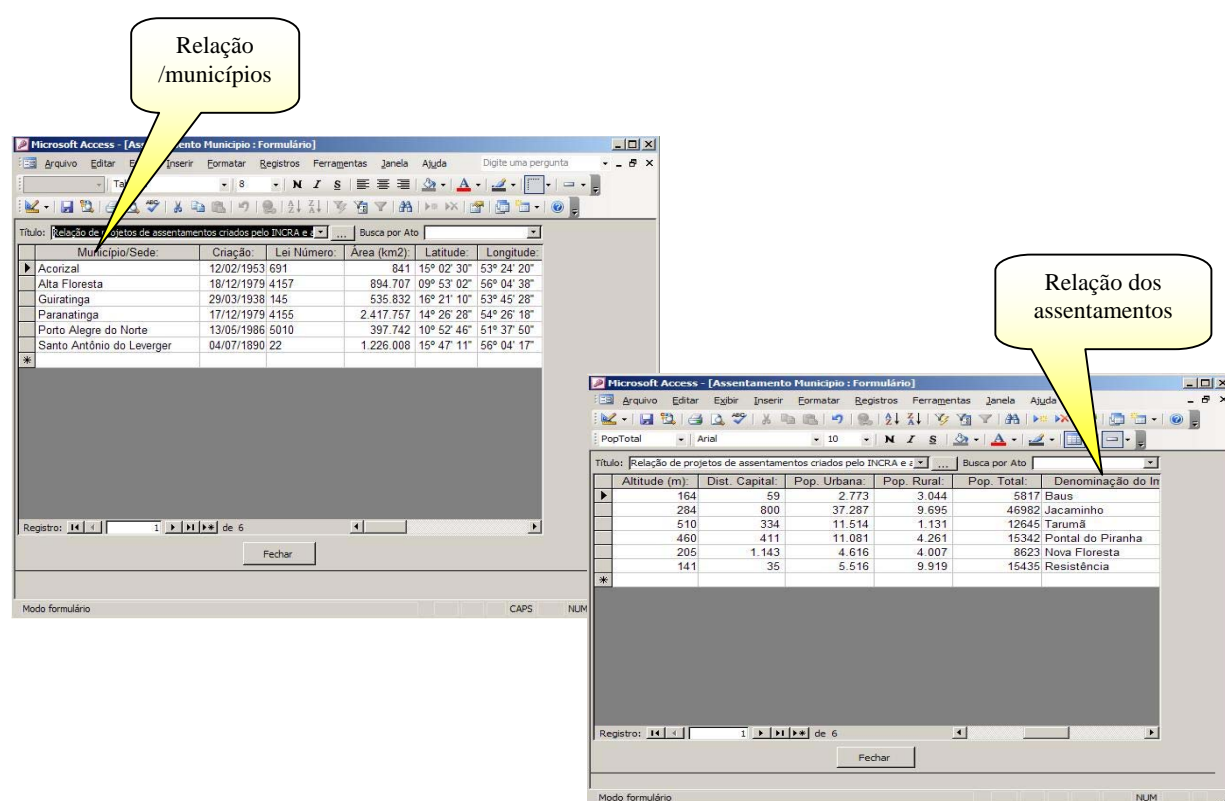 Relação
/municípios
Microsoft Access - [As mento Municipio : Formulário]
Arquivo Editar Inserir Formatar Registros Ferramentas Janela Ajuda Digite uma pergunta
8 N I S
Título: Relação de projetos de assentamentos criados pelo INCRA e a ... Busca por Ato
Município/Sede: Criação: Lei Número: Área (km2): Latitude: Longitude:
Acorizal 12/02/1953 691 841 15º 02' 30" 53º 24' 20"
Alta Floresta 18/12/1979 4157 894.707 09º 53' 02" 56º 04' 38"
Guiratinga 29/03/1938 145 535.832 16º 21' 10" 53º 45' 28"
Paranatinga 17/12/1979 4155 2.417.757 14º 26' 28" 54º 26' 18"
Porto Alegre do Norte 13/05/1986 5010 397.742 10º 52' 46" 51º 37' 50"
Santo Antônio do Leverger 04/07/1890 22 1.226.008 15º 47' 11" 56º 04' 17"
Registro: 1 de 6
Fechar
Modo formulário CAPS NUM
Relação dos
assentamentos
Microsoft Access - [Assentamento Municipio : Formulário]
Arquivo Editar Exibir Inserir Formatar Registros Ferramentas Janela Ajuda
PopTotal Arial 10 N I S
Título: Relação de projetos de assentamentos criados pelo INCRA e a ... Busca por Ato
Altitude (m): Dist. Capital: Pop. Urbana: Pop. Rural: Pop. Total: Denominação do Im
164 59 2.773 3.044 5817 Baus
284 800 37.287 9.695 46982 Jacaminho
510 334 11.514 1.131 12645 Tarumã
460 411 11.081 4.261 15342 Pontal do Piranha
205 1.143 4.616 4.007 8623 Nova Floresta
141 35 5.516 9.919 15435 Resistência
Registro: 1 de 6
Fechar
Modo formulário NUM